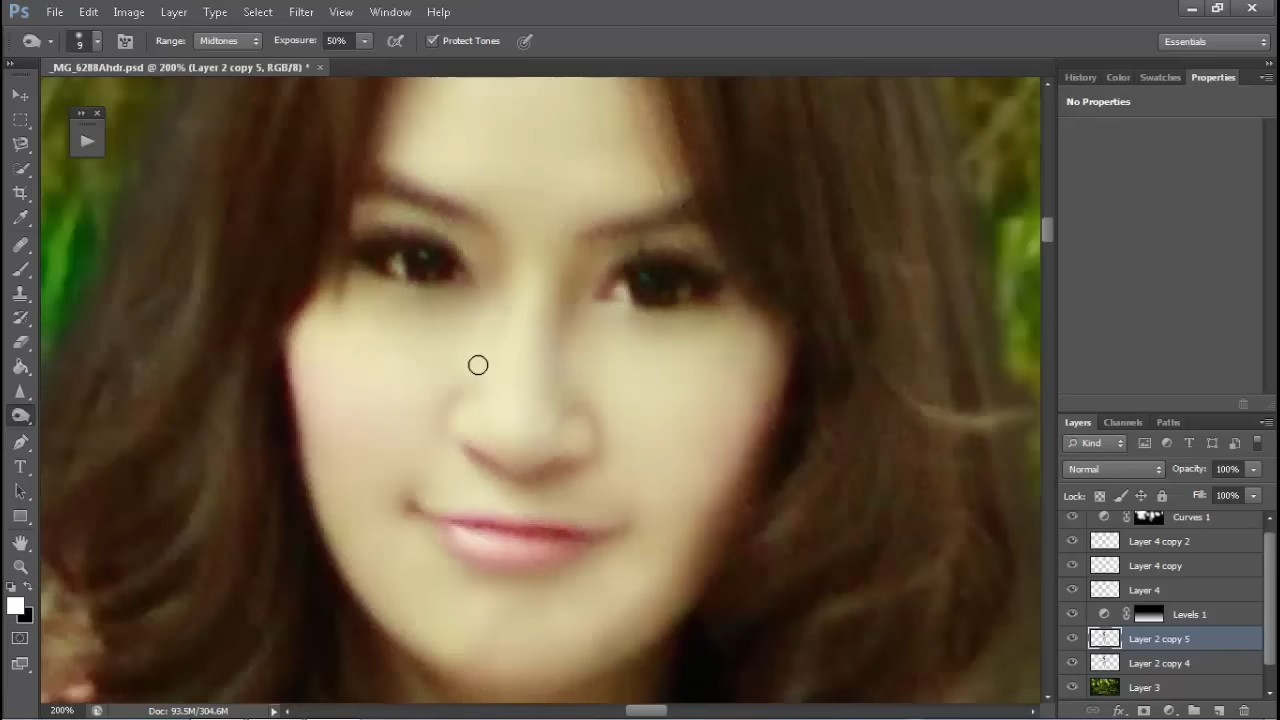 Ps File Edit Image Layer Type Select Filter View Window Help
9 Range: Midtones Exposure: 50% Protect Tones Essentials
_MG_6288Ahdr.psd @ 200% (Layer 2 copy 5, RGB/8) *
History Color Swatches Properties
No Properties
Layers Channels Paths
Kind
Normal Opacity: 100%
Lock: Fill: 100%
Curves 1
Layer 4 copy 2
Layer 4 copy
Layer 4
Levels 1
Layer 2 copy 5
Layer 2 copy 4
Layer 3
200% Doc: 93.5M/304.6M